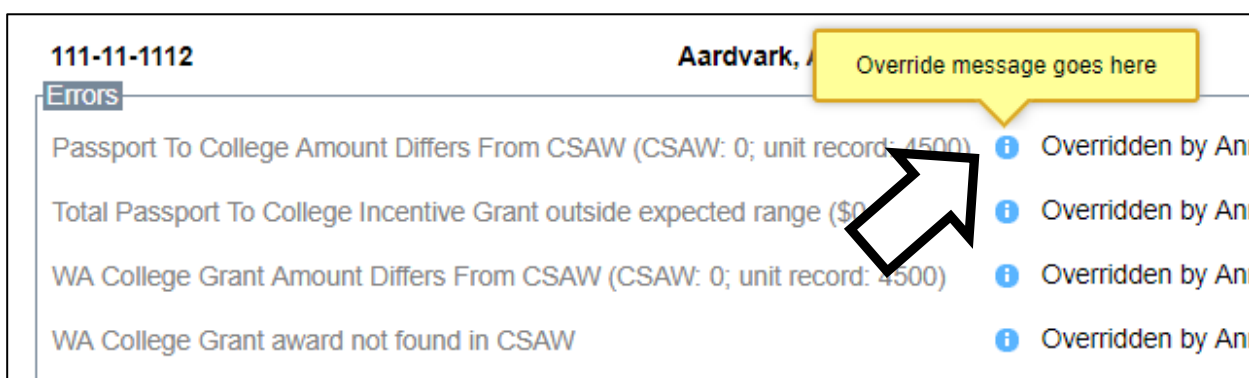 111-11-1112 Aardvark,
Override message goes here
Errors
Passport To College Amount Differs From CSAW (CSAW: 0; unit record: 4500) Overridden by
Total Passport To College Incentive Grant outside expected range ($0 Overridden by
WA College Grant Amount Differs From CSAW (CSAW: 0; unit record: 4500) Overridden by
WA College Grant award not found in CSAW Overridden by